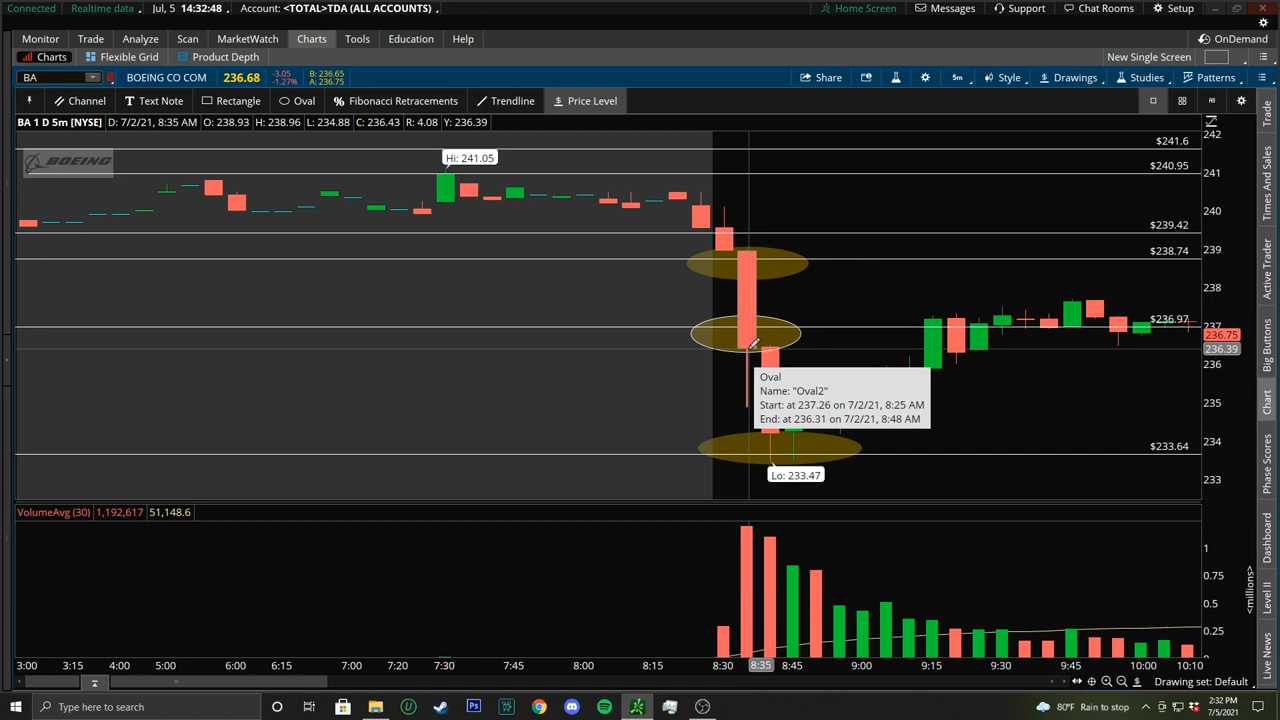 Connected Realtime data Jul, 5 14:32:48 Account: <TOTAL>TDA (ALL ACCOUNTS) Home Screen Messages Support Chat Rooms Setup
Monitor Trade Analyze Scan MarketWatch Charts Tools Education Help OnDemand
Charts Flexible Grid Product Depth New Single Screen
BA BOEING CO COM 236.68 -3.05 -1.27% B: 236.65 A: 236.75 Share 5m Style Drawings Studies Patterns
Channel Text Note Rectangle Oval Fibonacci Retracements Trendline Price Level
BA 1 D 5m [NYSE] D: 7/2/21, 8:35 AM O: 238.93 H: 238.96 L: 234.88 C: 236.43 R: 4.08 Y: 236.39
BOEING
Hi: 241.05
$241.6
$240.95
$239.42
$238.74
$236.97
$233.64
242
241
240
239
238
237
236.75
236.39
236
235
234
233
Oval
Name: "Oval2"
Start: at 237.26 on 7/2/21, 8:25 AM
End: at 236.31 on 7/2/21, 8:48 AM
Lo: 233.47
VolumeAvg (30) 1,192,617 51,148.6
1
0.75
0.5
0.25
0
<millions>
3:00 3:15 4:00 5:00 6:00 6:15 7:00 7:30 7:45 8:00 8:15 8:30 8:35 8:45 9:00 9:15 9:30 9:45 10:00 10:10
Drawing set: Default
Trade
Times and Sales
Active Trader
Big Buttons
Chart
Phase Scores
Dashboard
Level II
Live News
Type here to search
80°F Rain to stop
2:32 PM
7/5/2021